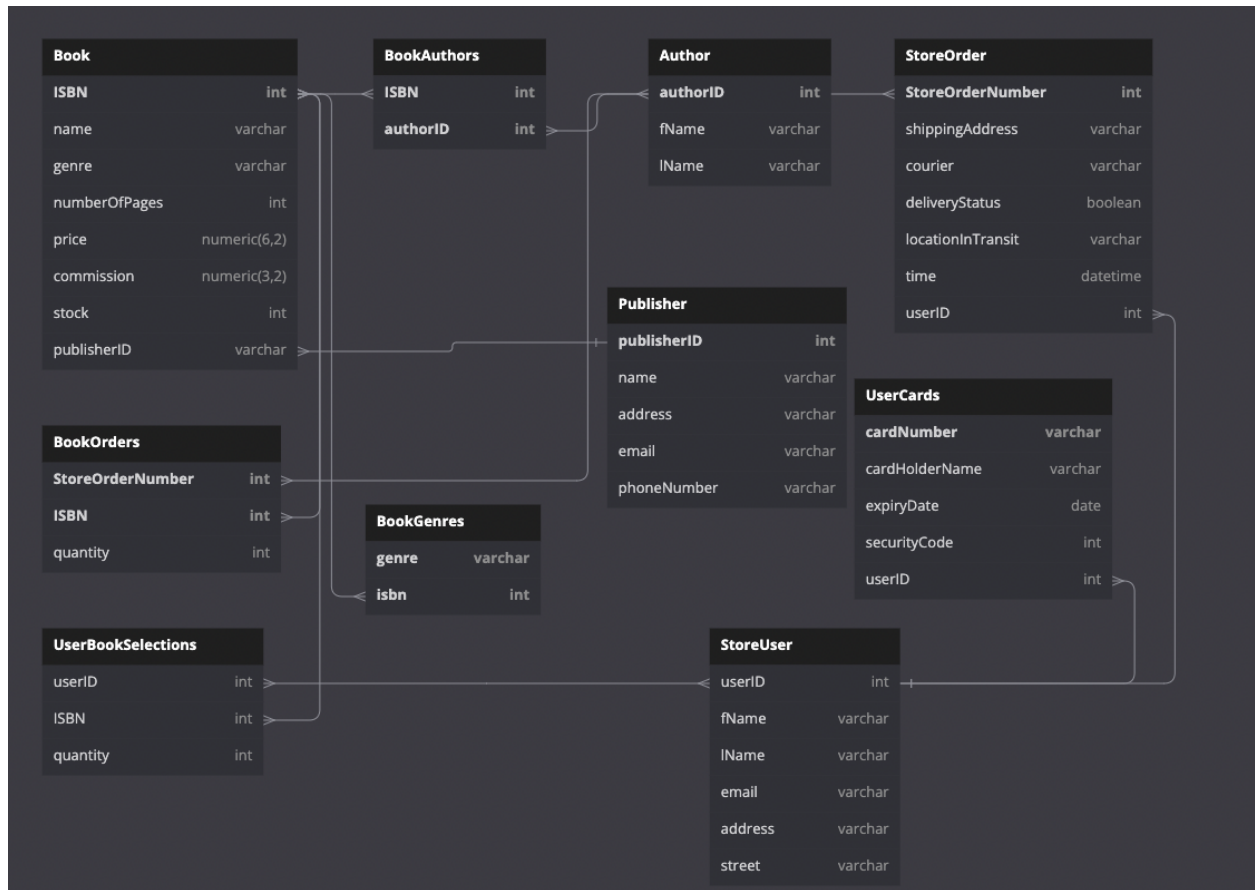 Book
ISBN int
name varchar
genre varchar
numberOfPages int
price numeric(6,2)
commission numeric(3,2)
stock int
publisherID varchar
BookAuthors
ISBN int
authorID int
Author
authorID int
fName varchar
lName varchar
StoreOrder
StoreOrderNumber int
shippingAddress varchar
courier varchar
deliveryStatus boolean
locationInTransit varchar
time datetime
userID int
Publisher
publisherID int
name varchar
address varchar
email varchar
phoneNumber varchar
UserCards
cardNumber varchar
cardHolderName varchar
expiryDate date
securityCode int
userID int
BookOrders
StoreOrderNumber int
ISBN int
quantity int
BookGenres
genre varchar
isbn int
UserBookSelections
userID int
ISBN int
quantity int
StoreUser
userID int
fName varchar
lName varchar
email varchar
address varchar
street varchar